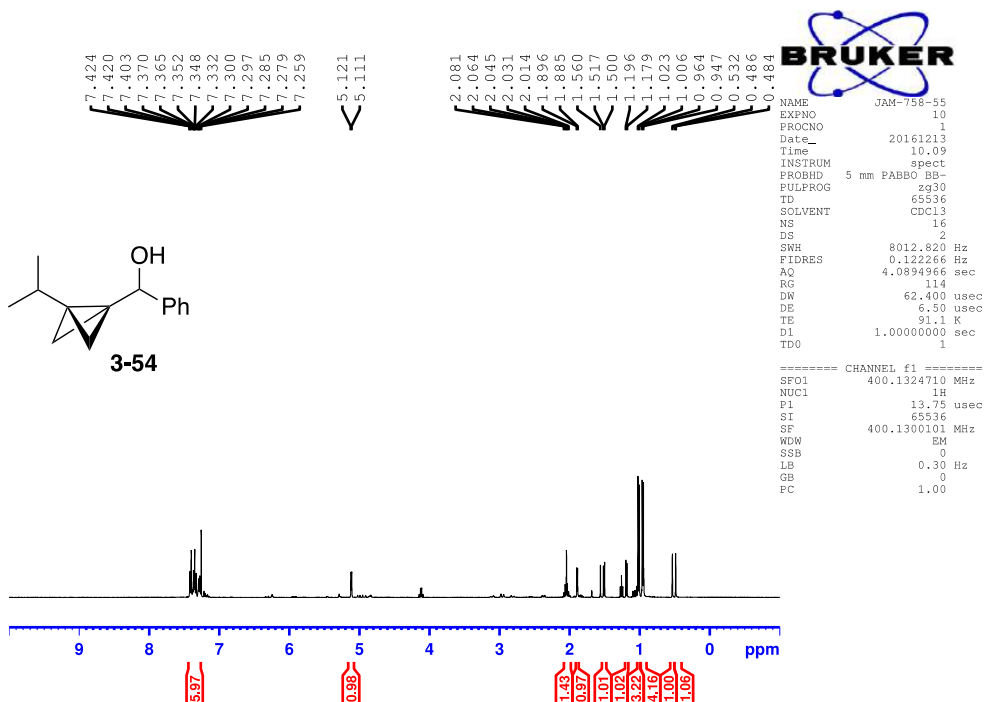 7.424
7.420
7.403
7.370
7.365
7.352
7.348
7.332
7.300
7.297
7.285
7.279
7.259
5.121
5.111
2.081
2.064
2.045
2.031
2.014
1.896
1.885
1.560
1.517
1.500
1.196
1.179
1.023
1.006
0.964
0.947
0.532
0.486
0.484
BRUKER
NAME JAM-758-55
EXPNO 10
PROCNO 1
Date_ 20161213
Time 10.09
INSTRUM spect
PROBHD 5 mm PABBO BB-
PULPROG zg30
TD 65536
SOLVENT CDCl3
NS 16
DS 2
SWH 8012.820 Hz
FIDRES 0.122266 Hz
AQ 4.0894966 sec
RG 114
DW 62.400 usec
DE 6.50 usec
TE 91.1 K
D1 1.00000000 sec
TD0 1
======== CHANNEL f1 ========
SFO1 400.1324710 MHz
NUC1 1H
P1 13.75 usec
SI 65536
SF 400.1300101 MHz
WDW EM
SSB 0
LB 0.30 Hz
GB 0
PC 1.00
OH
Ph
3-54
9 8 7 6 5 4 3 2 1 0 ppm
5.97
0.98
1.43
0.97
1.01
1.02
3.22
4.16
1.00
1.06